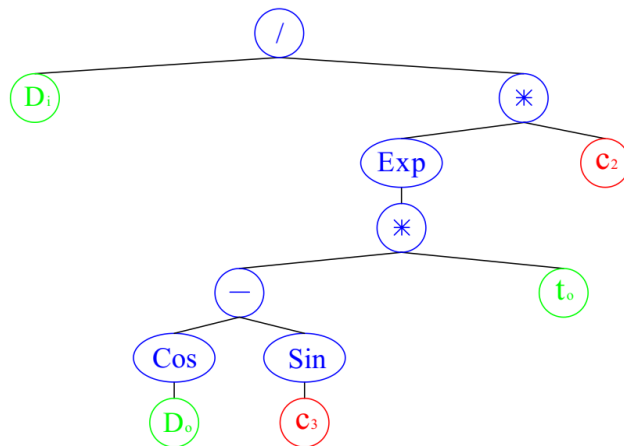 /
Dᵢ *
Exp c₂
*
— tₒ
Cos Sin
Dₒ c₃